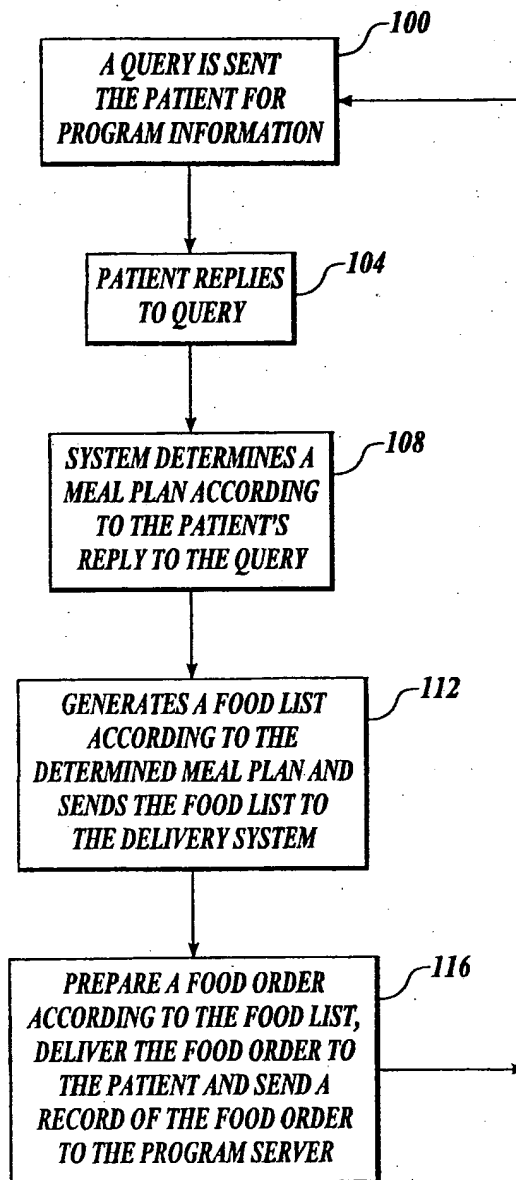 100
A QUERY IS SENT
THE PATIENT FOR
PROGRAM INFORMATION
104
PATIENT REPLIES
TO QUERY
108
SYSTEM DETERMINES A
MEAL PLAN ACCORDING
TO THE PATIENT'S
REPLY TO THE QUERY
112
GENERATES A FOOD LIST
ACCORDING TO THE
DETERMINED MEAL PLAN AND
SENDS THE FOOD LIST TO
THE DELIVERY SYSTEM
116
PREPARE A FOOD ORDER
ACCORDING TO THE FOOD LIST,
DELIVER THE FOOD ORDER TO
THE PATIENT AND SEND A
RECORD OF THE FOOD ORDER
TO THE PROGRAM SERVER